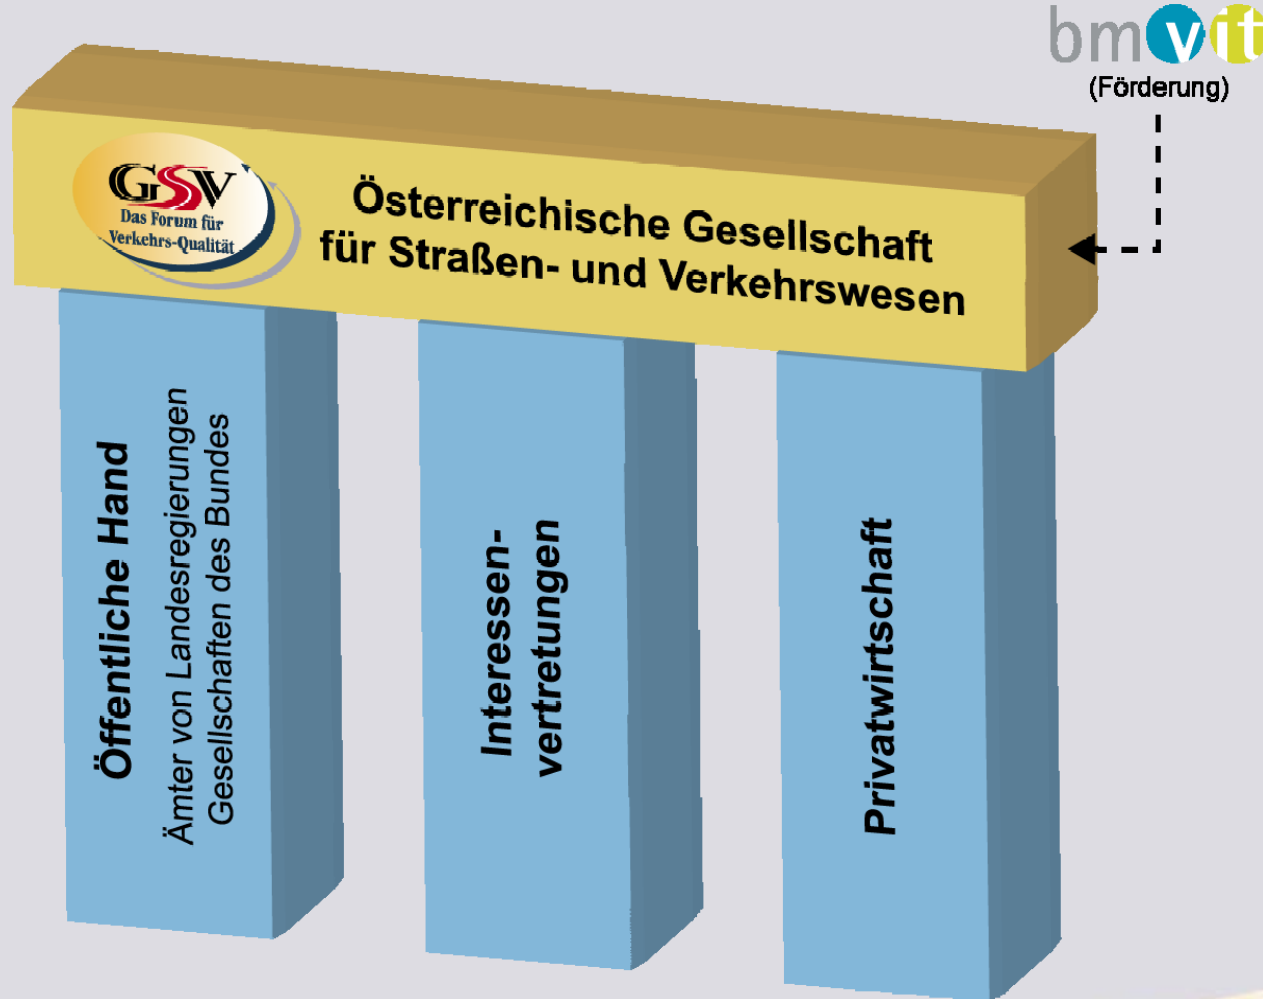 bmvit
(Förderung)
GSV
Das Forum für
Verkehrs-Qualität
Österreichische Gesellschaft
für Straßen- und Verkehrswesen
Öffentliche Hand
Ämter von Landesregierungen
Gesellschaften des Bundes
Interessen-
vertretungen
Privatwirtschaft